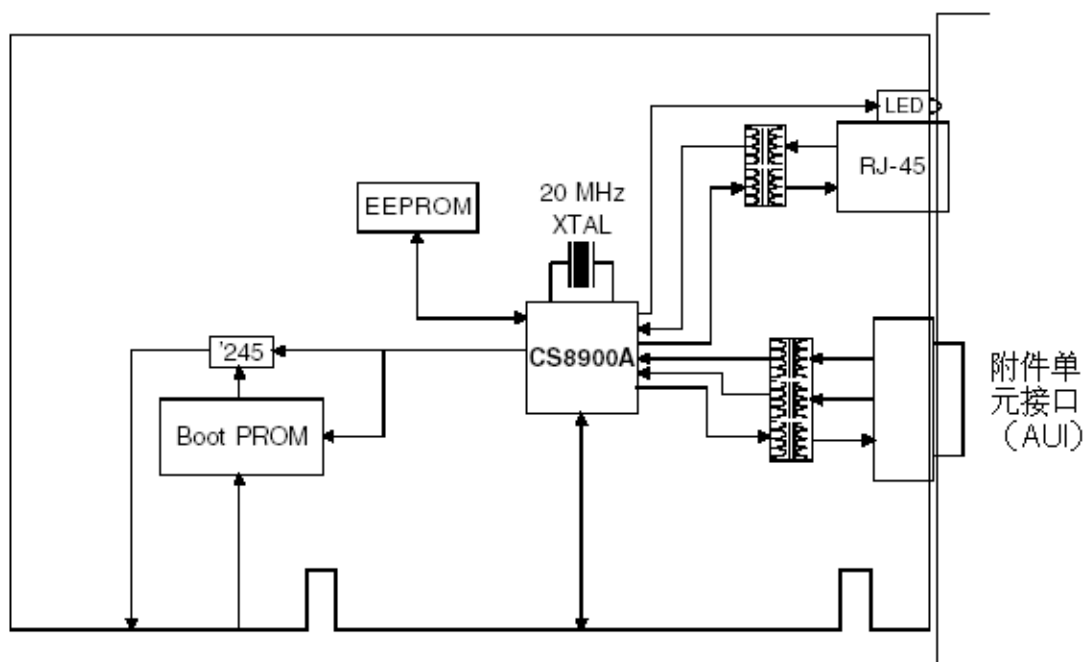 LED
RJ-45
20 MHz
XTAL
EEPROM
'245
CS8900A
Boot PROM
附件单
元接口
（AUI）